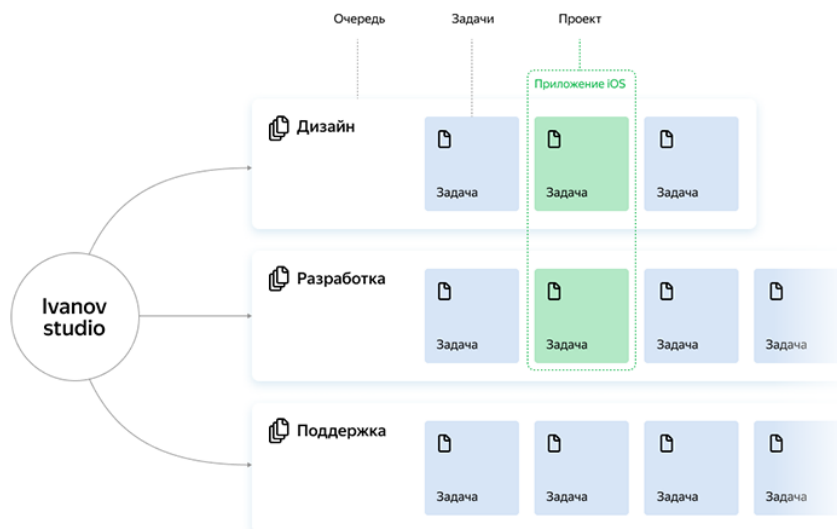 Очередь
Задачи
Проект
Приложение iOS
Дизайн
Задача
Задача
Задача
Ivanov
studio
Разработка
Задача
Задача
Задача
Задача
Поддержка
Задача
Задача
Задача
Задача